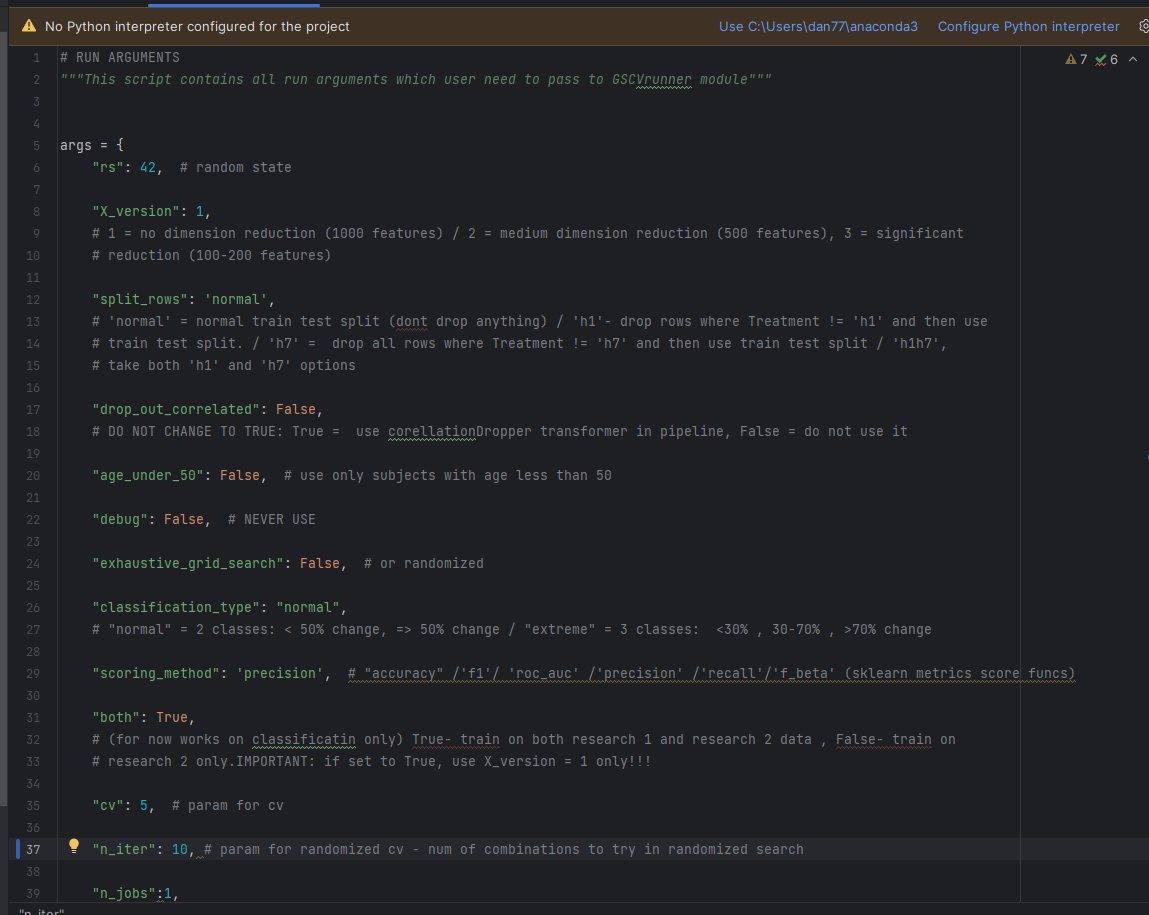 No Python interpreter configured for the project Use C:\Users\dan77\anaconda3 Configure Python interpreter
1 # RUN ARGUMENTS 7 6
2 """This script contains all run arguments which user need to pass to GSCVrunner module"""
3
4
5 args = {
6 "rs": 42,  # random state
7
8 "X_version": 1,
9 # 1 = no dimension reduction (1000 features) / 2 = medium dimension reduction (500 features), 3 = significant
10 # reduction (100-200 features)
11
12 "split_rows": 'normal',
13 # 'normal' = normal train test split (dont drop anything) / 'h1'- drop rows where Treatment != 'h1' and then use
14 # train test split. / 'h7' =  drop all rows where Treatment != 'h7' and then use train test split / 'h1h7',
15 # take both 'h1' and 'h7' options
16
17 "drop_out_correlated": False,
18 # DO NOT CHANGE TO TRUE: True =  use corellationDropper transformer in pipeline, False = do not use it
19
20 "age_under_50": False,  # use only subjects with age less than 50
21
22 "debug": False,  # NEVER USE
23
24 "exhaustive_grid_search": False,  # or randomized
25
26 "classification_type": "normal",
27 # "normal" = 2 classes: < 50% change, => 50% change / "extreme" = 3 classes:  <30% , 30-70% , >70% change
28
29 "scoring_method": 'precision',  # "accuracy" /'f1'/ 'roc_auc' /'precision' /'recall'/'f_beta' (sklearn metrics score funcs)
30
31 "both": True,
32 # (for now works on classificatin only) True- train on both research 1 and research 2 data , False- train on
33 # research 2 only.IMPORTANT: if set to True, use X_version = 1 only!!!
34
35 "cv": 5,  # param for cv
36
37 "n_iter": 10, # param for randomized cv - num of combinations to try in randomized search
38
39 "n_jobs":1,
"n_iter"